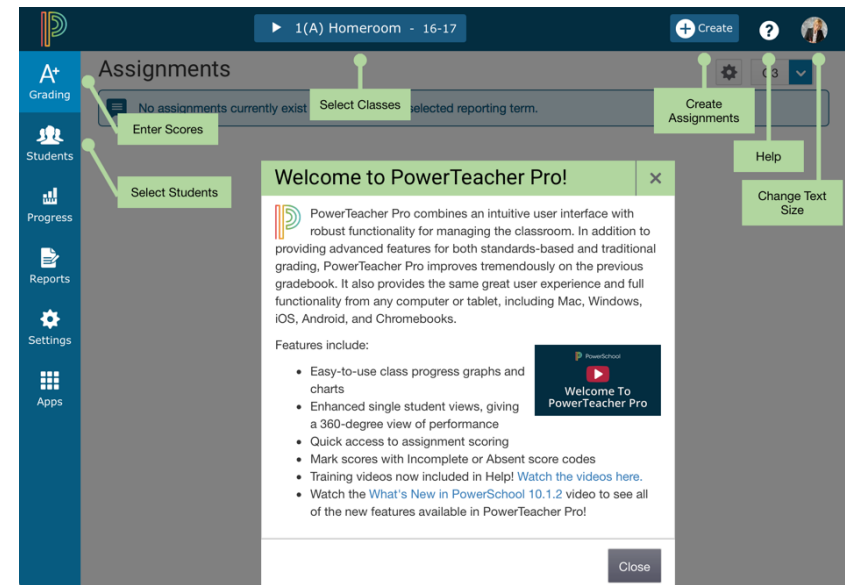 1(A) Homeroom - 16-17
Create
?
A+
Grading
Students
Progress
Reports
Settings
Apps
Assignments
3
No assignments curren
exist
selected reporting term.
Enter Scores
Select Students
Select Classes
Create
Assignments
Help
Change Text
Size
Welcome to PowerTeacher Pro!
PowerTeacher Pro combines an intuitive user interface with
robust functionality for managing the classroom. In addition to
providing advanced features for both standards-based and traditional
grading, PowerTeacher Pro improves tremendously on the previous
gradebook. It also provides the same great user experience and full
functionality from any computer or tablet, including Mac, Windows,
iOS, Android, and Chromebooks.
Features include:
• Easy-to-use class progress graphs and
charts
• Enhanced single student views, giving
a 360-degree view of performance
• Quick access to assignment scoring
• Mark scores with Incomplete or Absent score codes
• Training videos now included in Help! Watch the videos here.
• Watch the What's New in PowerSchool 10.1.2 video to see all
of the new features available in PowerTeacher Pro!
PowerSchool
Welcome To
PowerTeacher Pro
Close